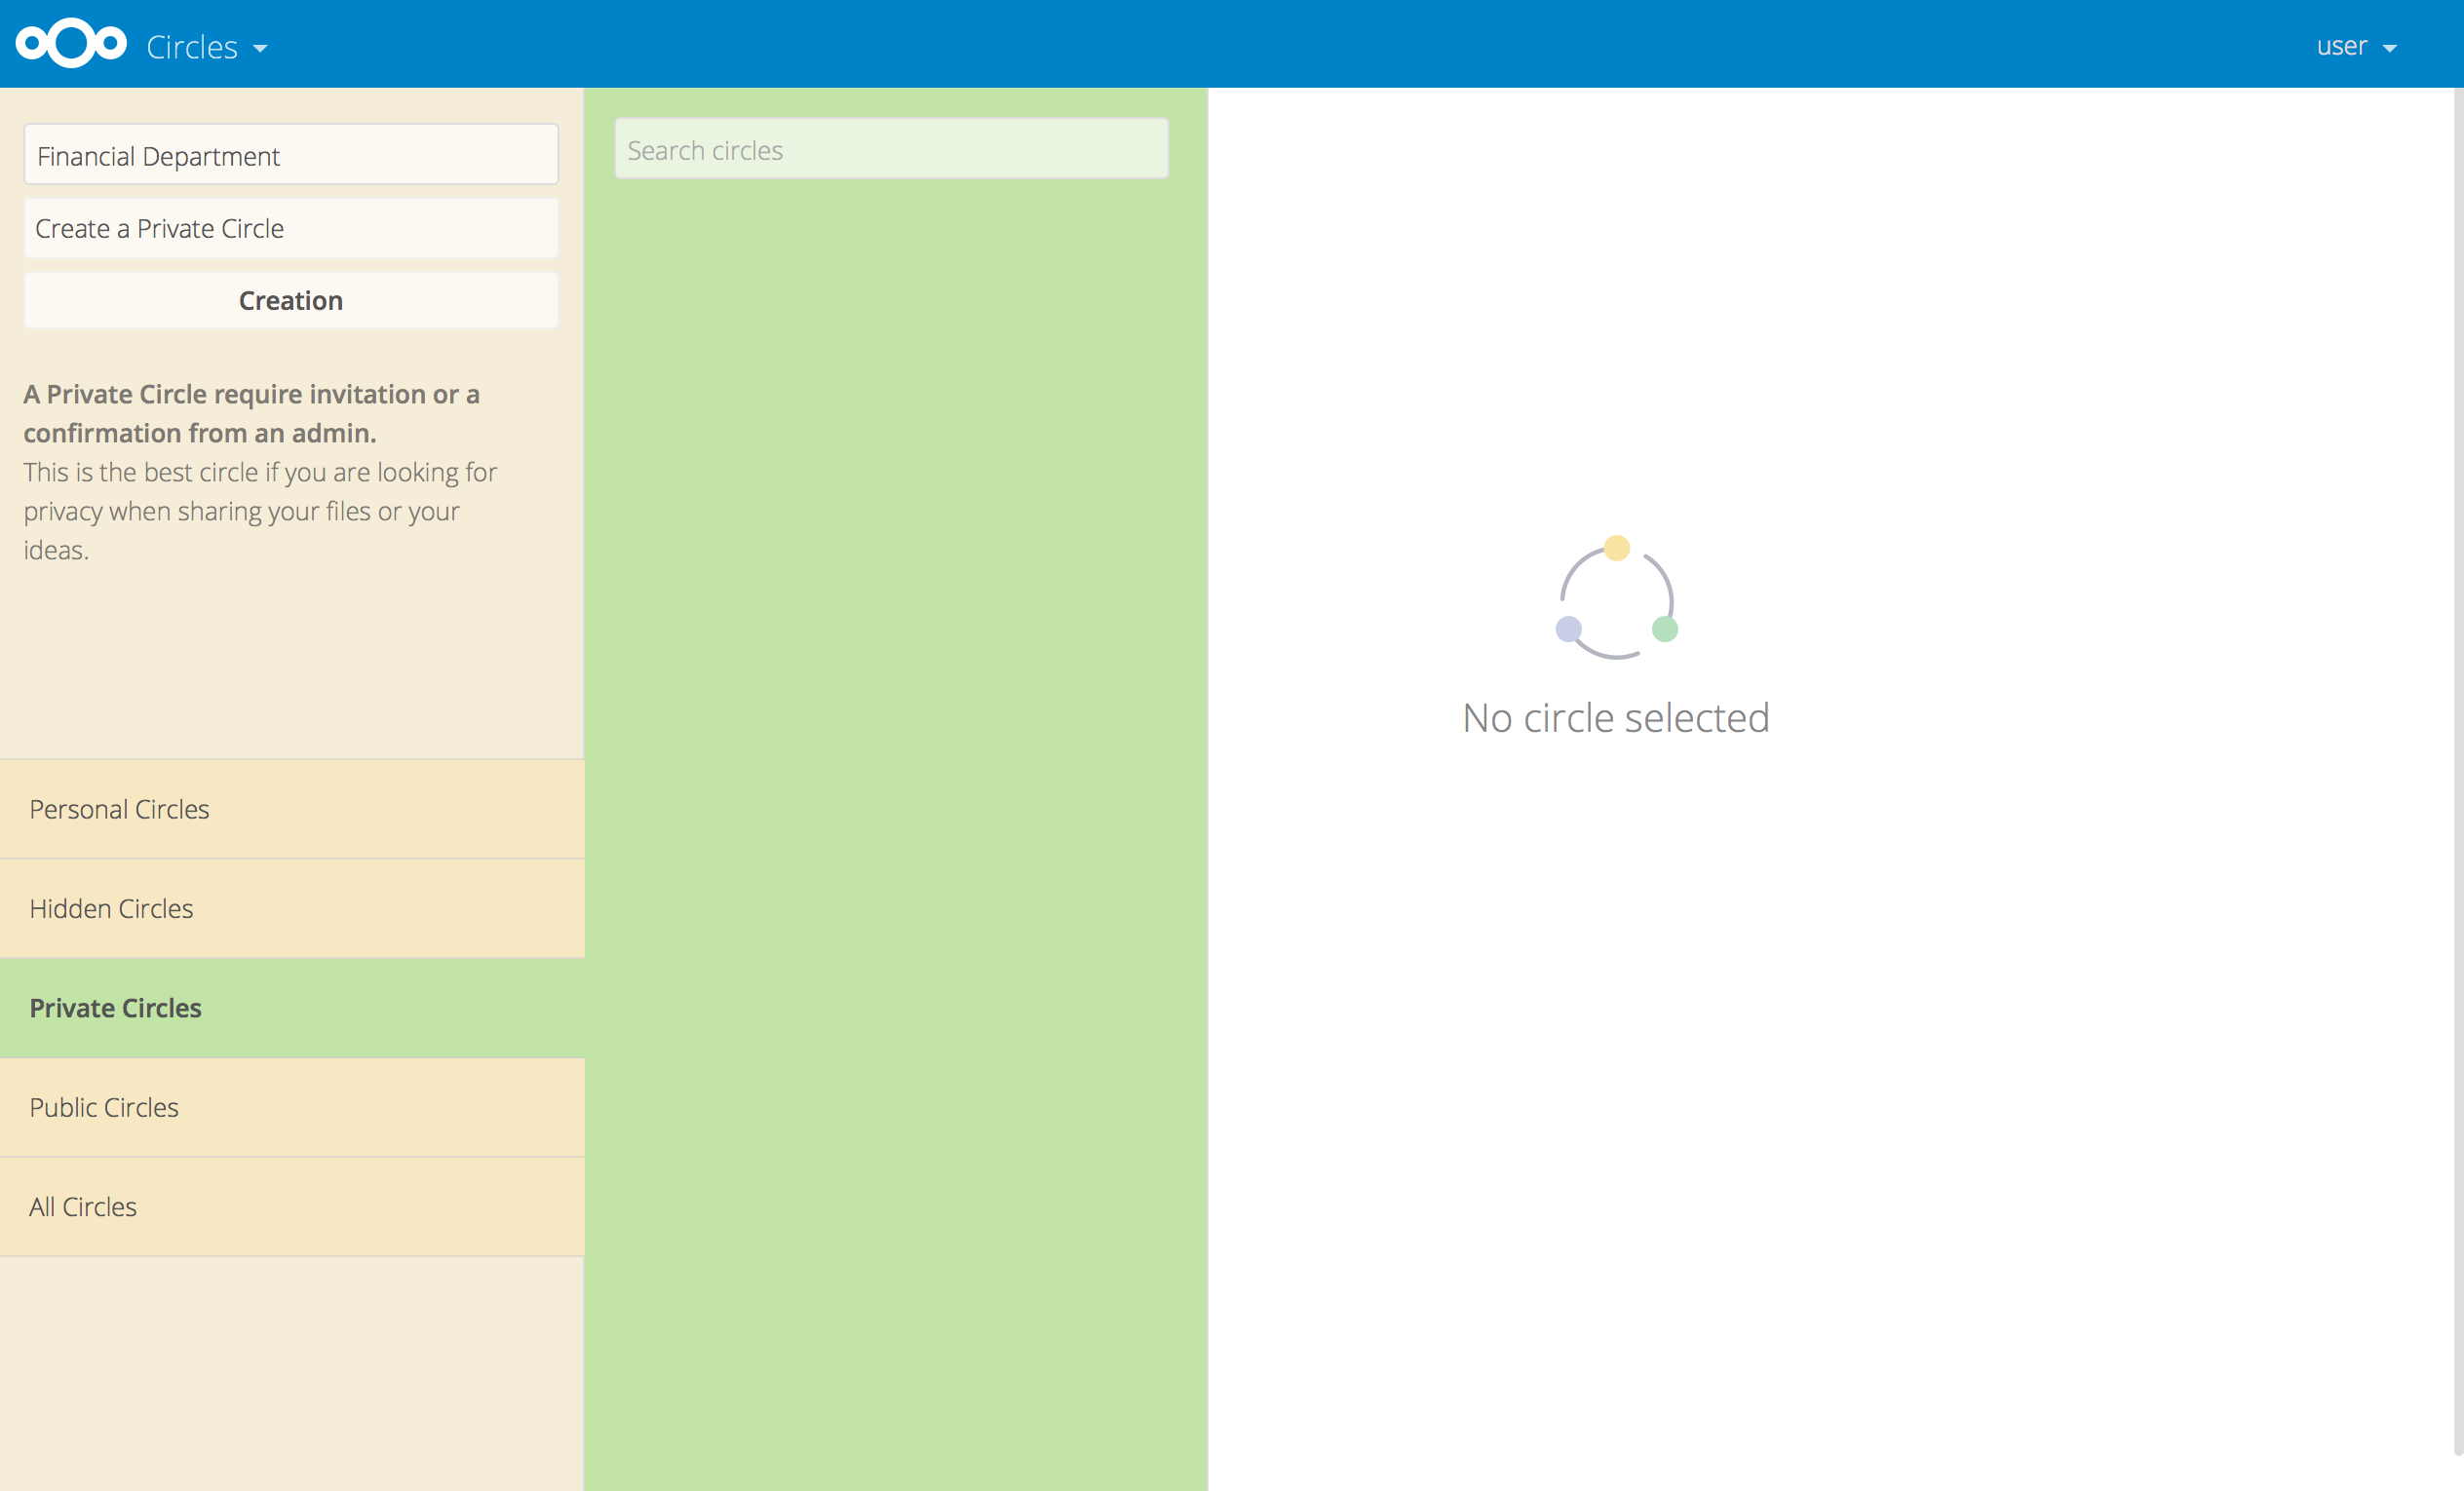 Circles
user
Financial Department
Create a Private Circle
Creation
A Private Circle require invitation or a
confirmation from an admin.
This is the best circle if you are looking for
privacy when sharing your files or your
ideas.
Personal Circles
Hidden Circles
Private Circles
Public Circles
All Circles
Search circles
No circle selected